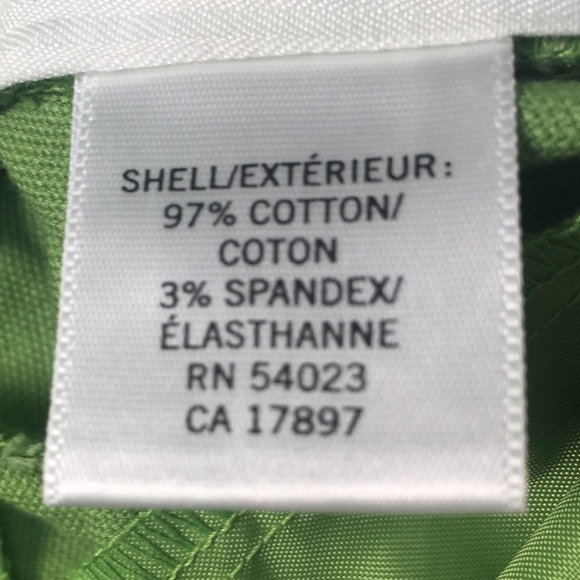 SHELL/EXTÉRIEUR:
97% COTTON/
COTON
3% SPANDEX/
ÉLASTHANNE
RN 54023
CA 17897